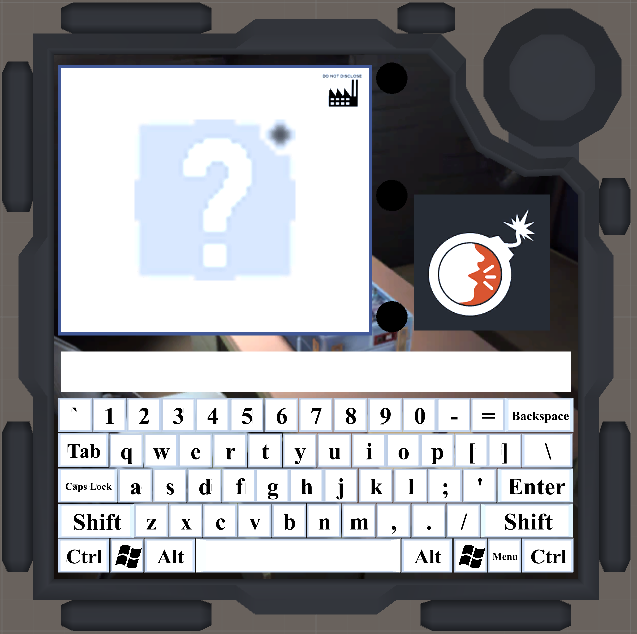 DO NOT DISCLOSE
?
` 1 2 3 4 5 6 7 8 9 0 - = Backspace
Tab q w e r t y u i o p [ ] \
Caps Lock a s d f g h j k l ; ' Enter
Shift z x c v b n m , . / Shift
Ctrl Alt Alt Menu Ctrl